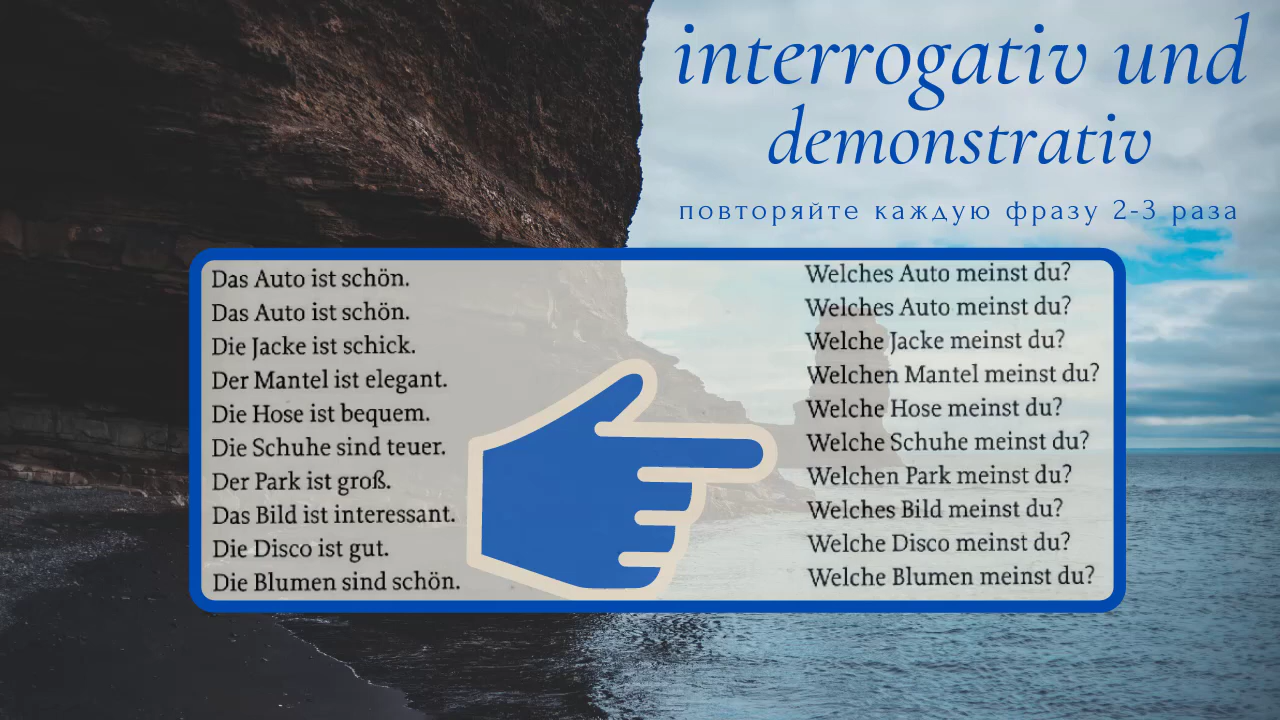 interrogativ und
demonstrativ
повторяйте каждую фразу 2-3 раза
Das Auto ist schön.
Das Auto ist schön.
Die Jacke ist schick.
Der Mantel ist elegant.
Die Hose ist bequem.
Die Schuhe sind teuer.
Der Park ist groß.
Das Bild ist interessant.
Die Disco ist gut.
Die Blumen sind schön.
Welches Auto meinst du?
Welches Auto meinst du?
Welche Jacke meinst du?
Welchen Mantel meinst du?
Welche Hose meinst du?
Welche Schuhe meinst du?
Welchen Park meinst du?
Welches Bild meinst du?
Welche Disco meinst du?
Welche Blumen meinst du?